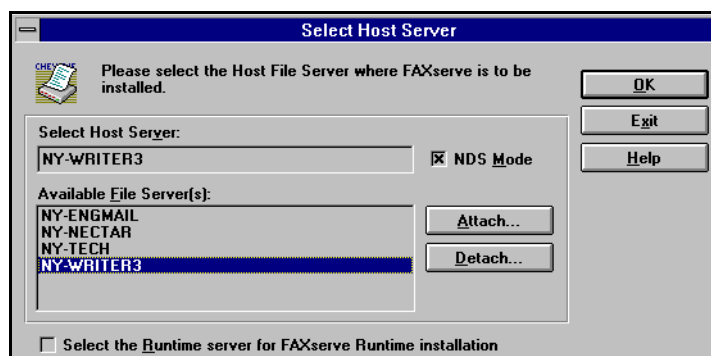 Select Host Server
Please select the Host File Server where FAXserve is to be
installed.
OK
Exit
Help
Select Host Server:
NY-WRITER3
NDS Mode
Available File Server(s):
NY-ENGMAIL
NY-NECTAR
NY-TECH
NY-WRITER3
Attach...
Detach...
Select the Runtime server for FAXserve Runtime installation